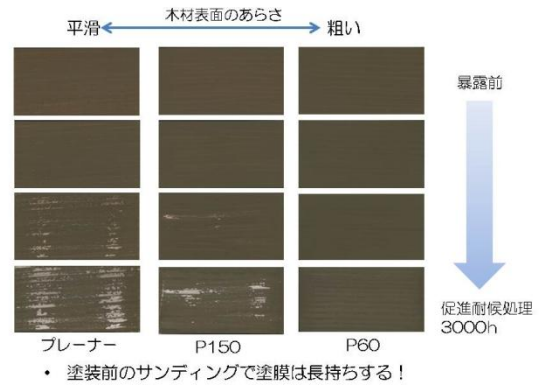 木材表面のあらさ
平滑
粗い
暴露前
促進耐候処理
3000h
プレーナー
P150
P60
• 塗装前のサンディングで塗膜は長持ちする！